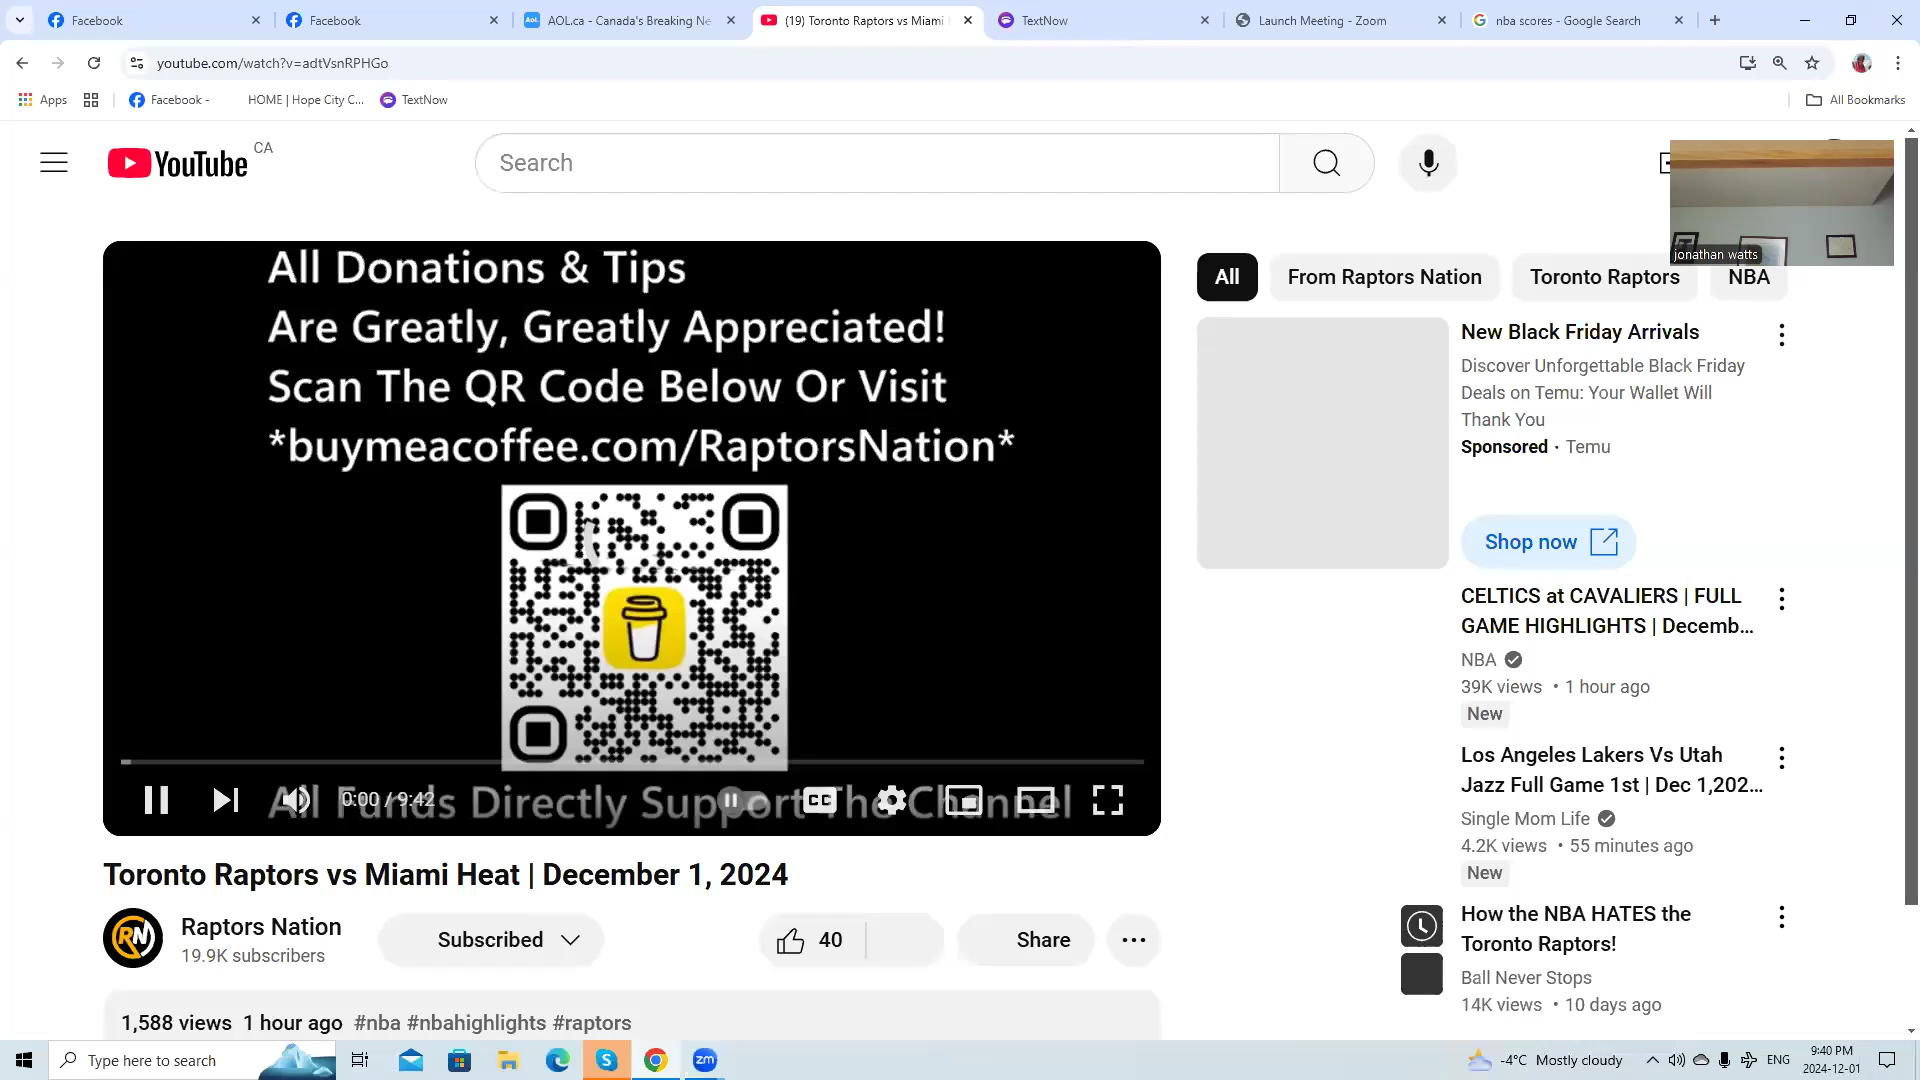 Facebook
Facebook
AOL.ca - Canada's Breaking Ne
(19) Toronto Raptors vs Miami
TextNow
Launch Meeting - Zoom
nba scores - Google Search
youtube.com/watch?v=adtVsnRPHGo
Apps
Facebook -
HOME | Hope City C...
TextNow
All Bookmarks
YouTube CA
Search
jonathan watts
All Donations & Tips
Are Greatly, Greatly Appreciated!
Scan The QR Code Below Or Visit
*buymeacoffee.com/RaptorsNation*
All Funds Directly Support The Channel
0:00 / 9:42
CC
Toronto Raptors vs Miami Heat | December 1, 2024
RN
Raptors Nation
19.9K subscribers
Subscribed
40
Share
1,588 views 1 hour ago #nba #nbahighlights #raptors
All
From Raptors Nation
Toronto Raptors
NBA
New Black Friday Arrivals
Discover Unforgettable Black Friday
Deals on Temu: Your Wallet Will
Thank You
Sponsored · Temu
Shop now
CELTICS at CAVALIERS | FULL
GAME HIGHLIGHTS | Decemb...
NBA
39K views • 1 hour ago
New
Los Angeles Lakers Vs Utah
Jazz Full Game 1st | Dec 1,202...
Single Mom Life
4.2K views • 55 minutes ago
New
How the NBA HATES the
Toronto Raptors!
Ball Never Stops
14K views • 10 days ago
Type here to search
zm
-4°C Mostly cloudy
ENG
9:40 PM
2024-12-01